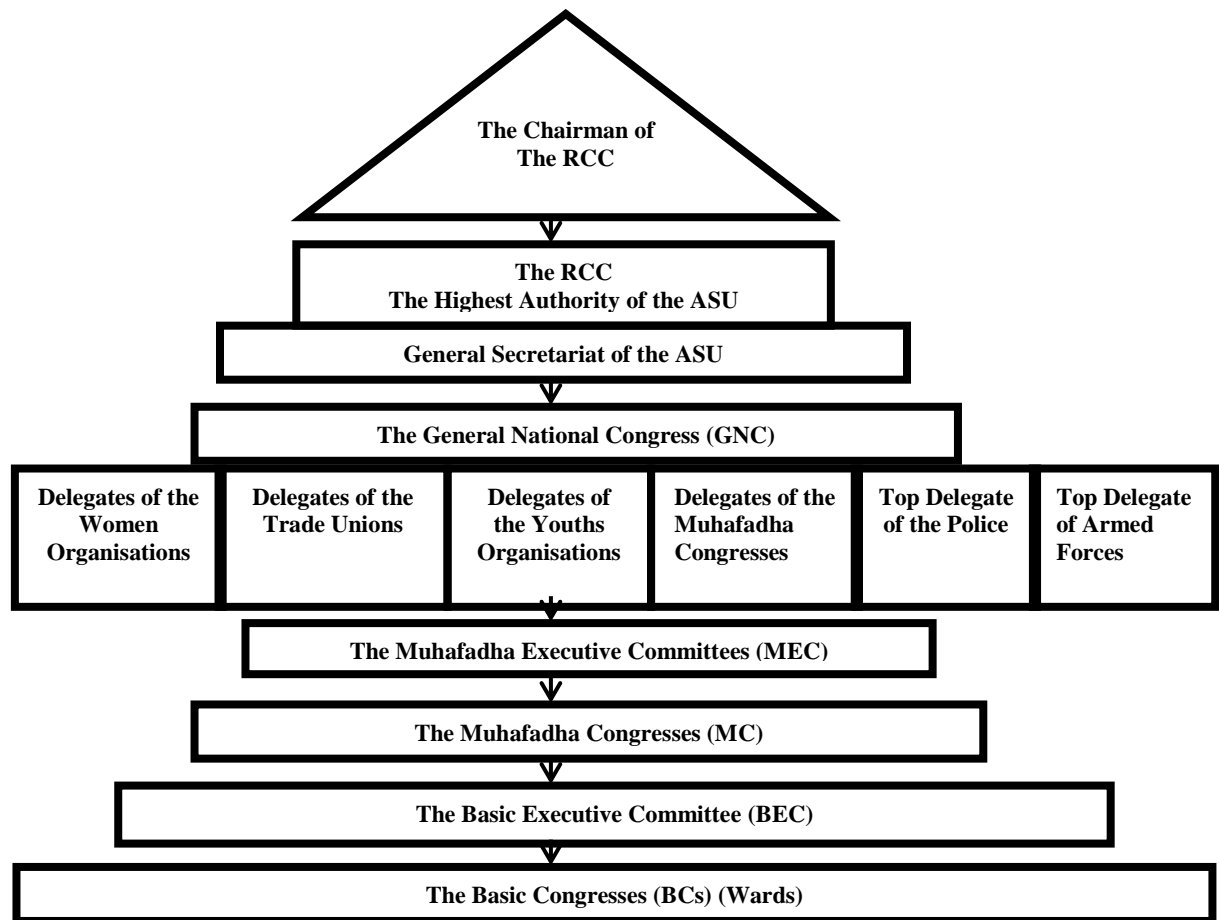 The Chairman of
The RCC
The RCC
The Highest Authority of the ASU
General Secretariat of the ASU
The General National Congress (GNC)
Delegates of the
Women
Organisations
Delegates of the
Trade Unions
Delegates of
the Youths
Organisations
Delegates of the
Muhafadha
Congresses
Top Delegate
of the Police
Top Delegate
of Armed
Forces
The Muhafadha Executive Committees (MEC)
The Muhafadha Congresses (MC)
The Basic Executive Committee (BEC)
The Basic Congresses (BCs) (Wards)